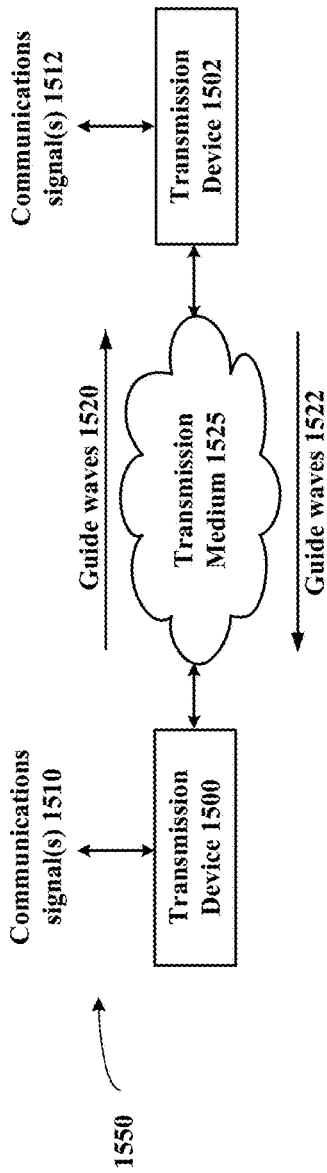 1550
Communications
signal(s) 1510
Transmission
Device 1500
Guide waves 1520
Transmission
Medium 1525
Guide waves 1522
Communications
signal(s) 1512
Transmission
Device 1502